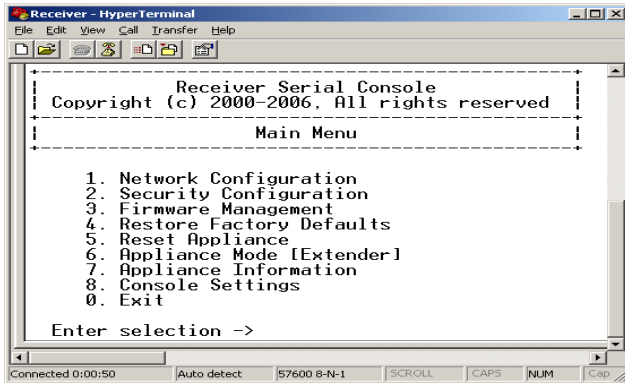 Receiver - HyperTerminal
File Edit View Call Transfer Help
Receiver Serial Console
Copyright (c) 2000-2006, All rights reserved
Main Menu
1. Network Configuration
2. Security Configuration
3. Firmware Management
4. Restore Factory Defaults
5. Reset Appliance
6. Appliance Mode [Extender]
7. Appliance Information
8. Console Settings
0. Exit
Enter selection ->
Connected 0:00:50 Auto detect 57600 8-N-1 SCROLL CAPS NUM Cap